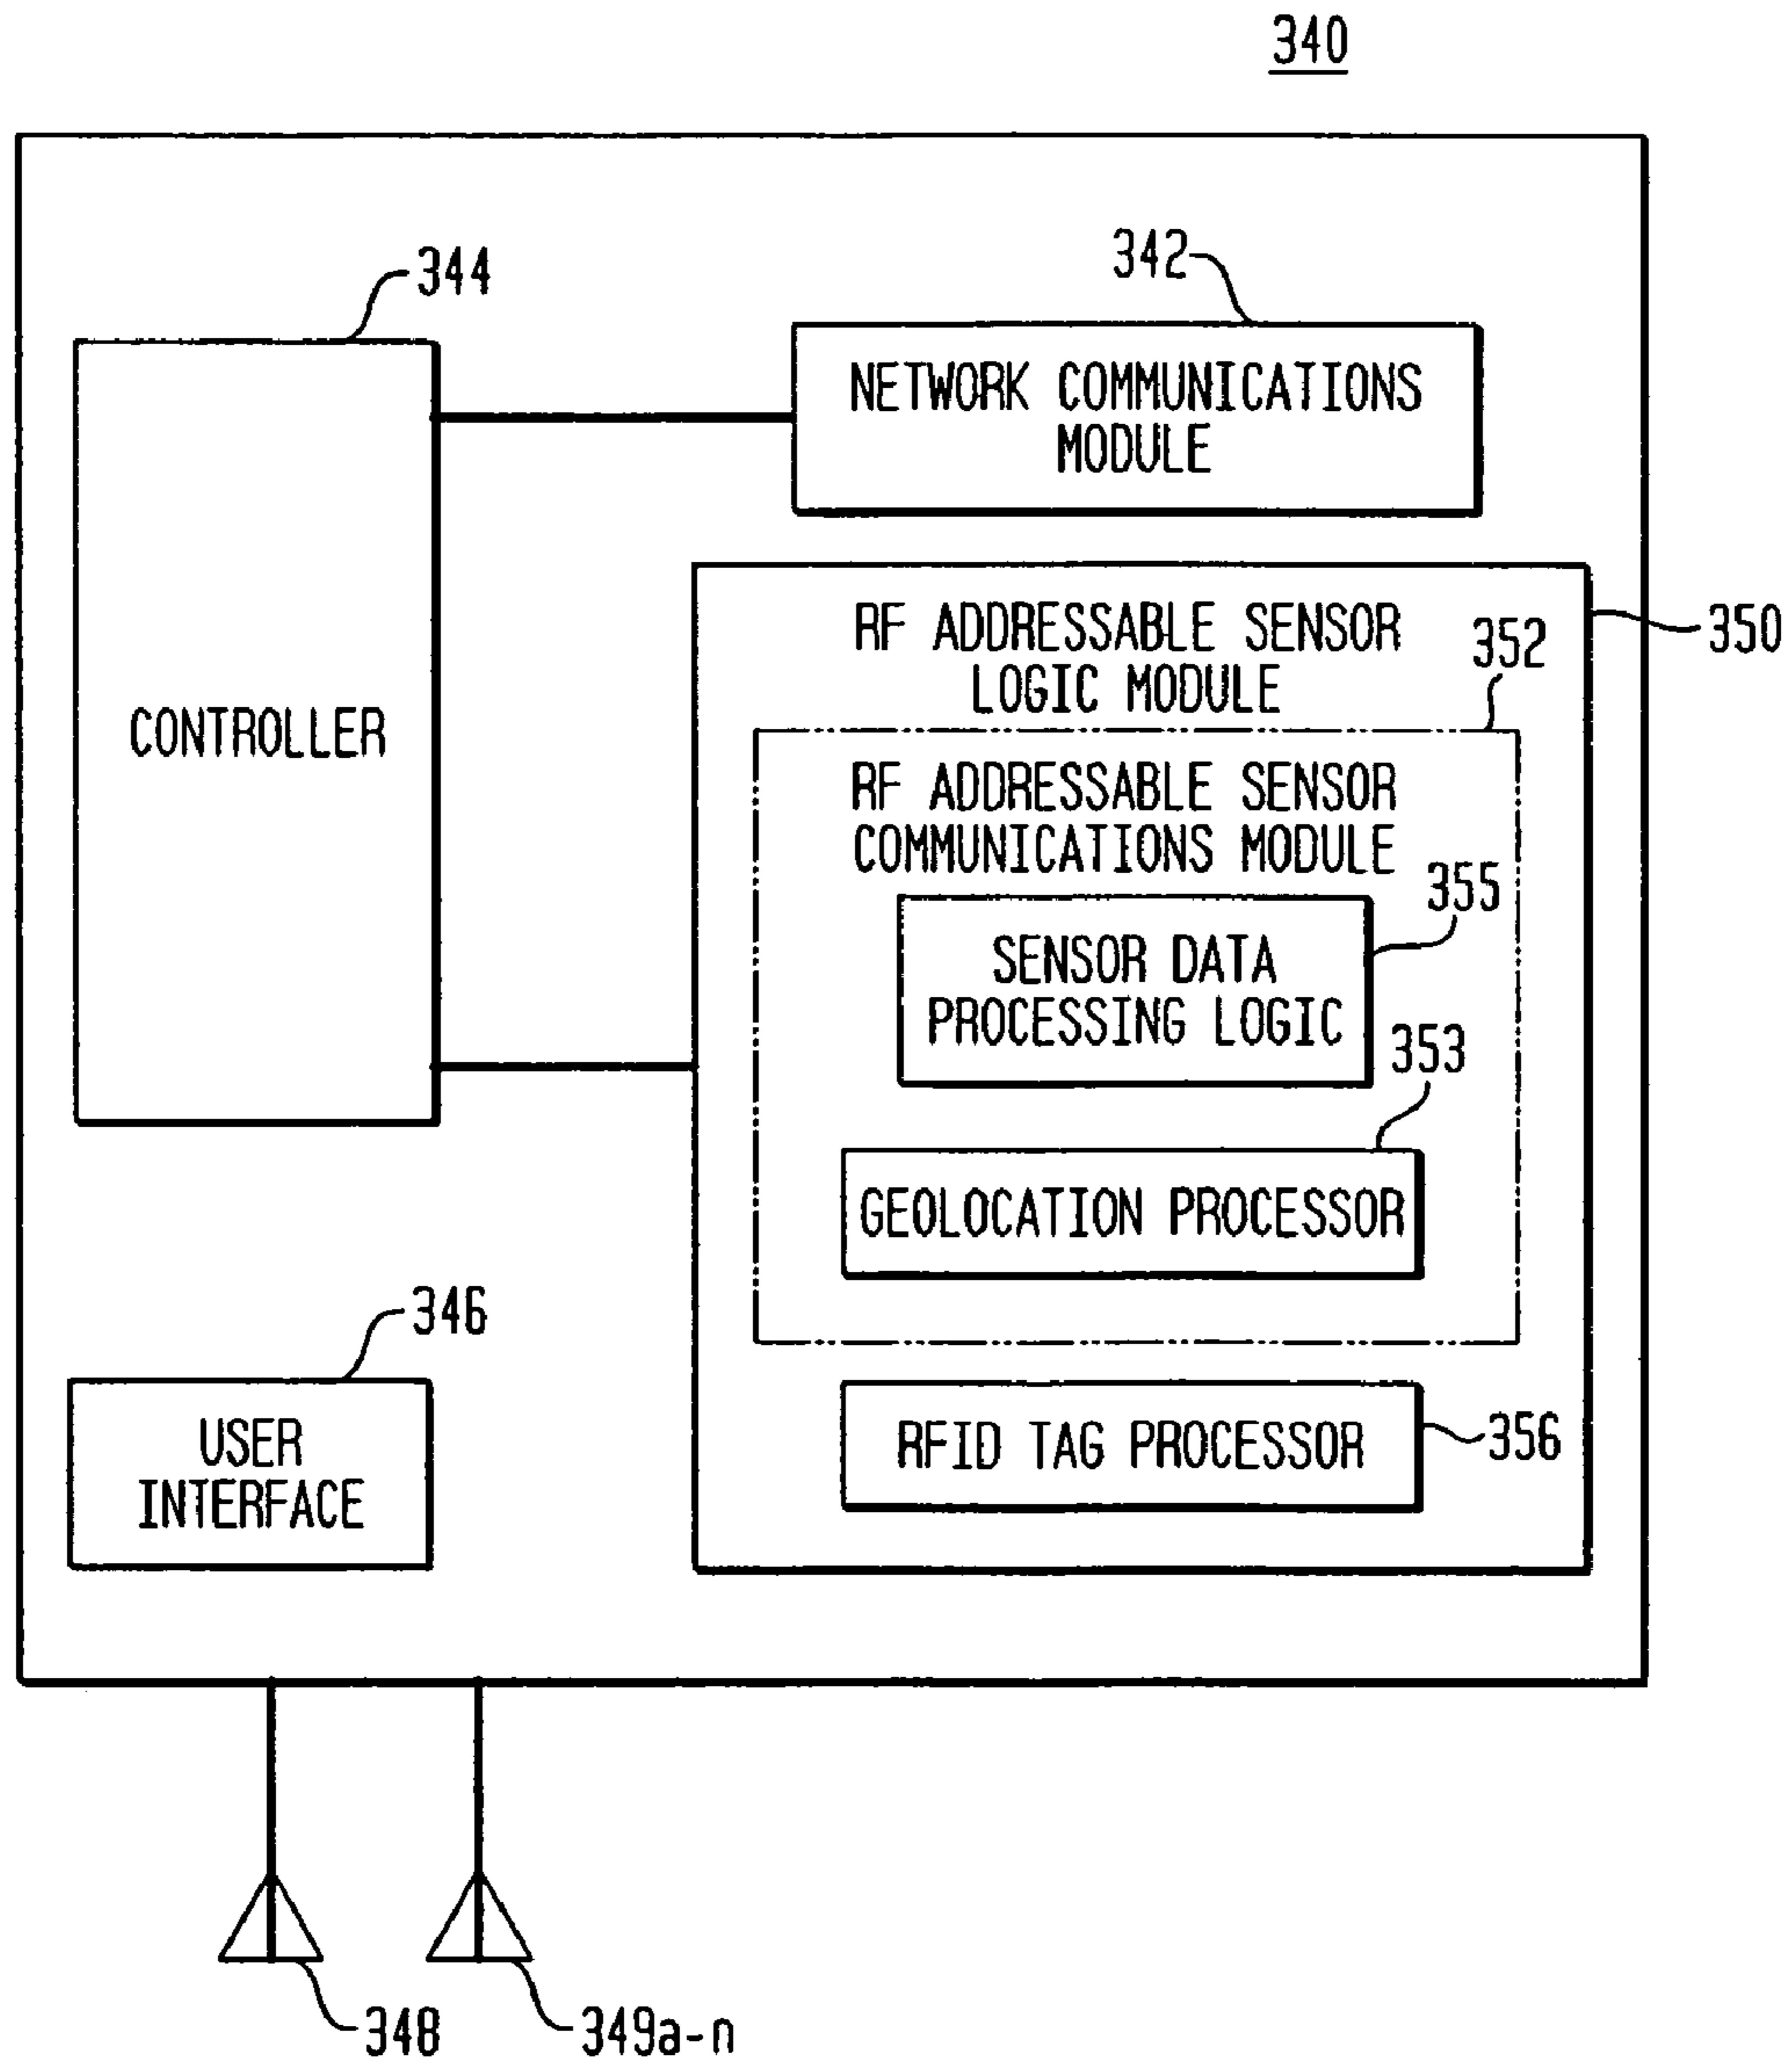 340
344
342
NETWORK COMMUNICATIONS
MODULE
350
RF ADDRESSABLE SENSOR
LOGIC MODULE
352
CONTROLLER
RF ADDRESSABLE SENSOR
COMMUNICATIONS MODULE
355
SENSOR DATA
PROCESSING LOGIC
353
GEOLOCATION PROCESSOR
346
USER
INTERFACE
RFID TAG PROCESSOR
356
348
349a-n